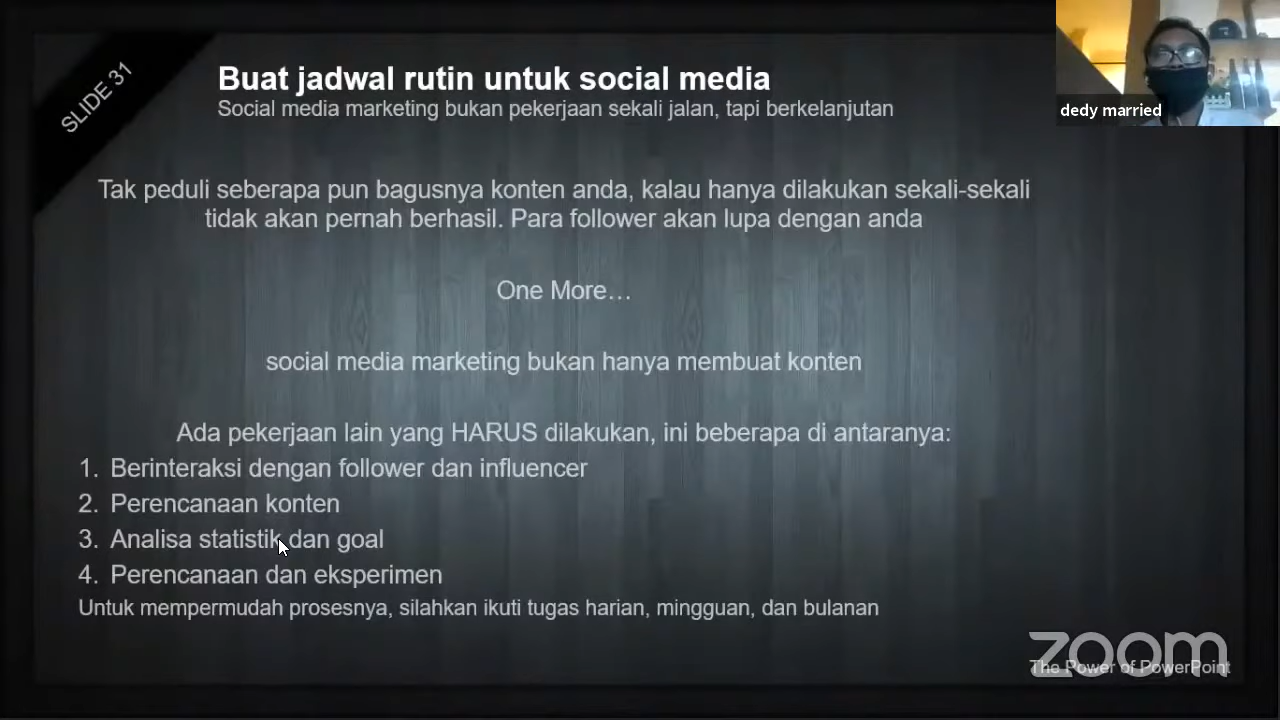 SLIDE 31
Buat jadwal rutin untuk social media
Social media marketing bukan pekerjaan sekali jalan, tapi berkelanjutan
dedy married
Tak peduli seberapa pun bagusnya konten anda, kalau hanya dilakukan sekali-sekali
tidak akan pernah berhasil. Para follower akan lupa dengan anda
One More…
social media marketing bukan hanya membuat konten
Ada pekerjaan lain yang HARUS dilakukan, ini beberapa di antaranya:
1. Berinteraksi dengan follower dan influencer
2. Perencanaan konten
3. Analisa statistik dan goal
4. Perencanaan dan eksperimen
Untuk mempermudah prosesnya, silahkan ikuti tugas harian, mingguan, dan bulanan
zoom
The Power of PowerPoint